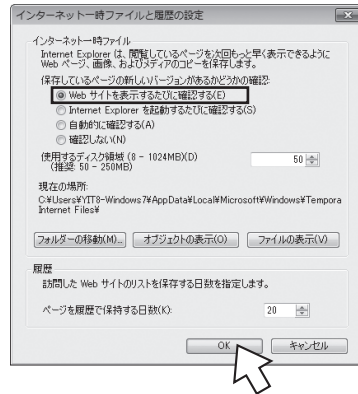 インターネット一時ファイルと履歴の設定
インターネット一時ファイル
Internet Explorer は、閲覧しているページを次回もっと早く表示できるように
Web ページ、画像、およびメディアのコピーを保存します。
保存しているページの新しいバージョンがあるかどうかの確認:
Web サイトを表示するたびに確認する(E)
Internet Explorer を起動するたびに確認する(S)
自動的に確認する(A)
確認しない(N)
使用するディスク領域 (8 - 1024MB)(D) 50
(推奨: 50 - 250MB)
現在の場所:
C:¥Users¥YIT8-Windows7¥AppData¥Local¥Microsoft¥Windows¥Tempora
Internet Files¥
フォルダーの移動(M)... オブジェクトの表示(O) ファイルの表示(V)
履歴
訪問した Web サイトのリストを保存する日数を指定します。
ページを履歴で保持する日数(K): 20
OK キャンセル